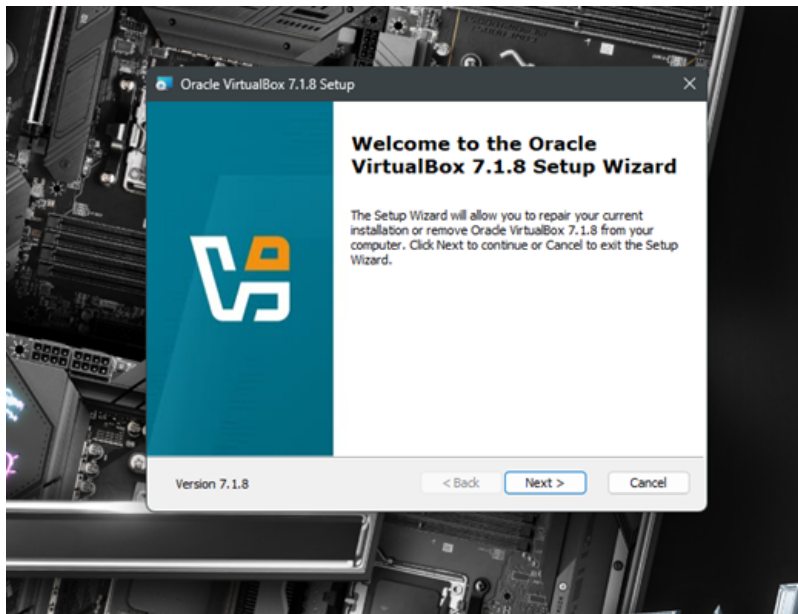 Oracle VirtualBox 7.1.8 Setup
Welcome to the Oracle
VirtualBox 7.1.8 Setup Wizard
The Setup Wizard will allow you to repair your current
installation or remove Oracle VirtualBox 7.1.8 from your
computer. Click Next to continue or Cancel to exit the Setup
Wizard.
Version 7.1.8
< Back
Next >
Cancel